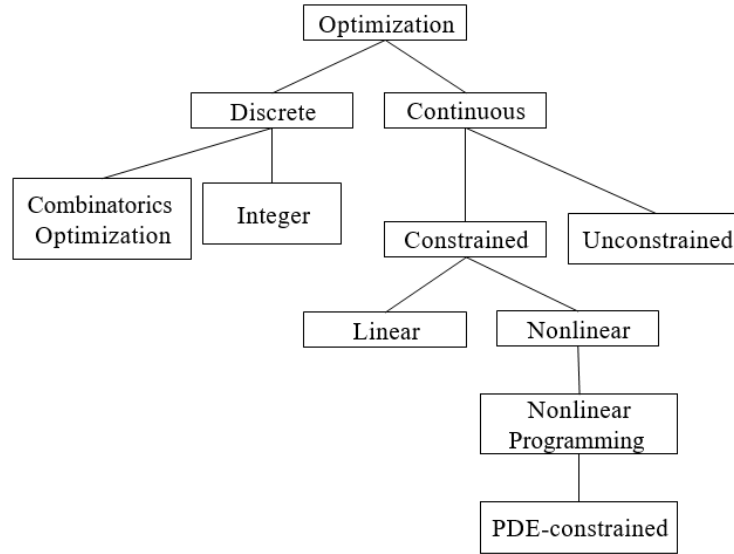 Optimization
Discrete
Continuous
Combinatorics
Optimization
Integer
Constrained
Unconstrained
Linear
Nonlinear
Nonlinear
Programming
PDE-constrained